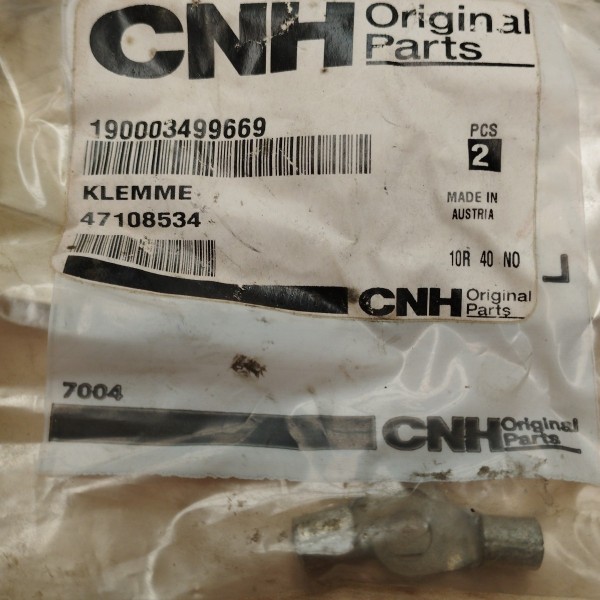 CNH Original
Parts
190003499669
PCS
2
KLEMME
47108534
MADE IN
AUSTRIA
10R 40 NO
L
CNH Original
Parts
7004
CNH Original
Parts